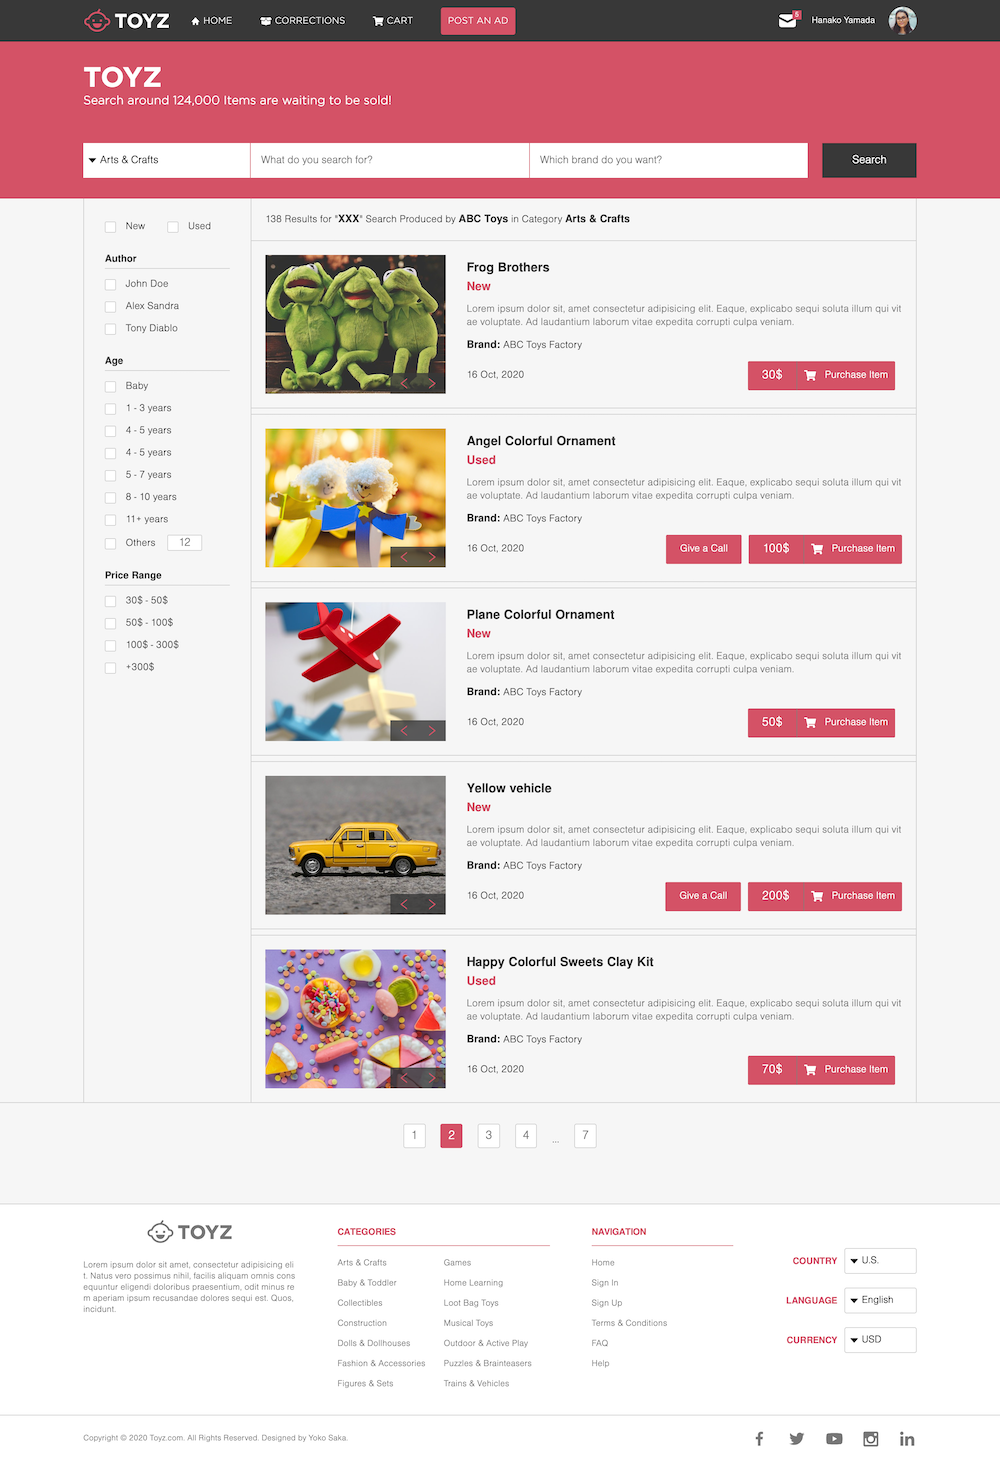 TOYZ HOME CORRECTIONS CART POST AN AD Hanako Yamada
TOYZ
Search around 124,000 Items are waiting to be sold!
Arts & Crafts What do you search for? Which brand do you want? Search
138 Results for "XXX" Search Produced by ABC Toys in Category Arts & Crafts
New Used
Author
John Doe
Alex Sandra
Tony Diablo
Age
Baby
1 - 3 years
4 - 5 years
4 - 5 years
5 - 7 years
8 - 10 years
11+ years
Others 12
Price Range
30$ - 50$
50$ - 100$
100$ - 300$
+300$
Frog Brothers
New
Lorem ipsum dolor sit, amet consectetur adipisicing elit. Eaque, explicabo sequi soluta illum qui vit
ae voluptate. Ad laudantium laborum vitae expedita corrupti culpa veniam.
Brand: ABC Toys Factory
16 Oct, 2020 30$ Purchase Item
Angel Colorful Ornament
Used
Lorem ipsum dolor sit, amet consectetur adipisicing elit. Eaque, explicabo sequi soluta illum qui vit
ae voluptate. Ad laudantium laborum vitae expedita corrupti culpa veniam.
Brand: ABC Toys Factory
16 Oct, 2020 Give a Call 100$ Purchase Item
Plane Colorful Ornament
New
Lorem ipsum dolor sit, amet consectetur adipisicing elit. Eaque, explicabo sequi soluta illum qui vit
ae voluptate. Ad laudantium laborum vitae expedita corrupti culpa veniam.
Brand: ABC Toys Factory
16 Oct, 2020 50$ Purchase Item
Yellow vehicle
New
Lorem ipsum dolor sit, amet consectetur adipisicing elit. Eaque, explicabo sequi soluta illum qui vit
ae voluptate. Ad laudantium laborum vitae expedita corrupti culpa veniam.
Brand: ABC Toys Factory
16 Oct, 2020 Give a Call 200$ Purchase Item
Happy Colorful Sweets Clay Kit
Used
Lorem ipsum dolor sit, amet consectetur adipisicing elit. Eaque, explicabo sequi soluta illum qui vit
ae voluptate. Ad laudantium laborum vitae expedita corrupti culpa veniam.
Brand: ABC Toys Factory
16 Oct, 2020 70$ Purchase Item
1 2 3 4 ... 7
TOYZ
Lorem ipsum dolor sit amet, consectetur adipisicing eli
t. Natus vero possimus nihil, facilis aliquam omnis cons
equuntur eligendi doloribus praesentium, odit minus re
m aperiam ipsum recusandae dolores sequi est. Quos,
incidunt.
CATEGORIES
Arts & Crafts Games
Baby & Toddler Home Learning
Collectibles Loot Bag Toys
Construction Musical Toys
Dolls & Dollhouses Outdoor & Active Play
Fashion & Accessories Puzzles & Brainteasers
Figures & Sets Trains & Vehicles
NAVIGATION
Home
Sign In
Sign Up
Terms & Conditions
FAQ
Help
COUNTRY U.S.
LANGUAGE English
CURRENCY USD
Copyright © 2020 Toyz.com. All Rights Reserved. Designed by Yoko Saka.